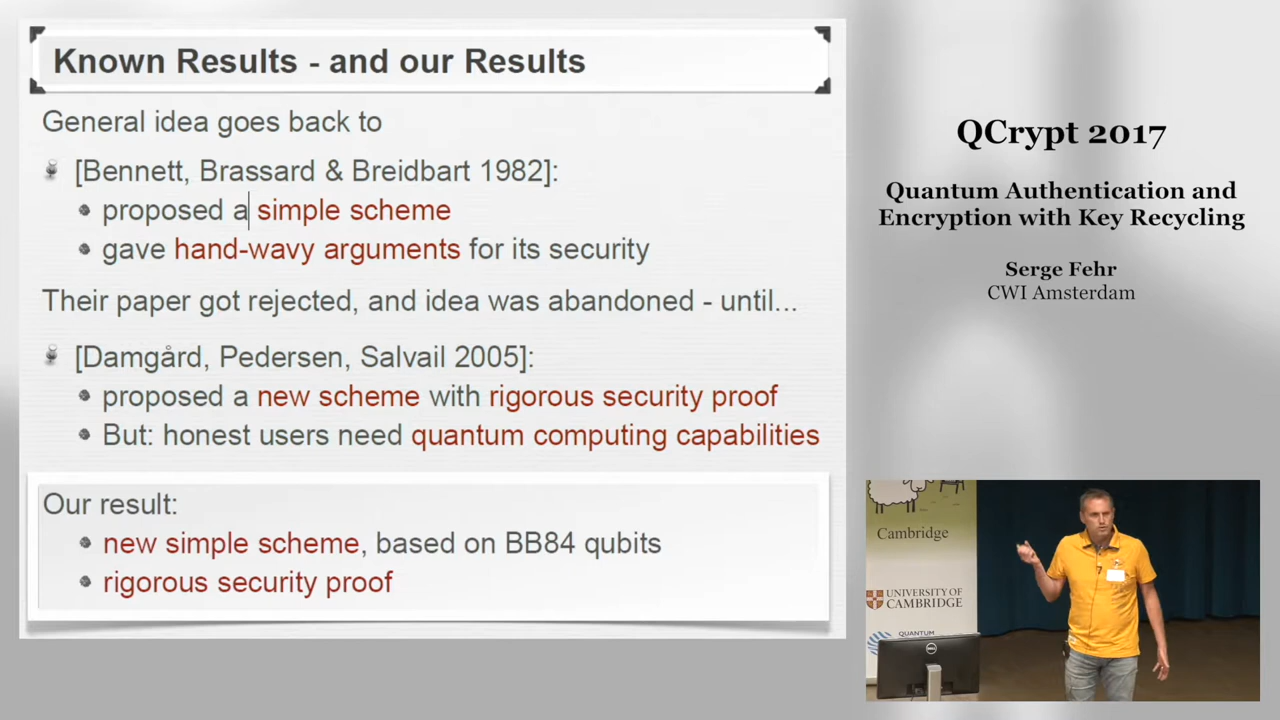 Known Results - and our Results
General idea goes back to
[Bennett, Brassard & Breidbart 1982]:
proposed a simple scheme
gave hand-wavy arguments for its security
Their paper got rejected, and idea was abandoned - until...
[Damgård, Pedersen, Salvail 2005]:
proposed a new scheme with rigorous security proof
But: honest users need quantum computing capabilities
Our result:
new simple scheme, based on BB84 qubits
rigorous security proof
QCrypt 2017
Quantum Authentication and
Encryption with Key Recycling
Serge Fehr
CWI Amsterdam
Cambridge
UNIVERSITY OF
CAMBRIDGE
QUANTUM
DELL